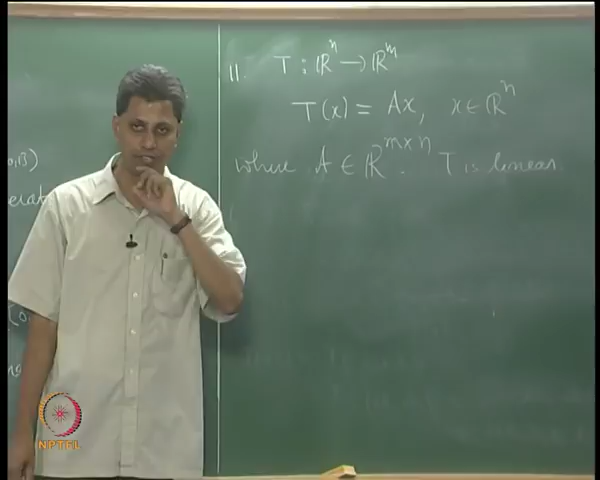 11. T : ℝⁿ → ℝᵐ
T(x) = Ax, x ∈ ℝⁿ
where A ∈ ℝᵐˣⁿ. T is linear
NPTEL